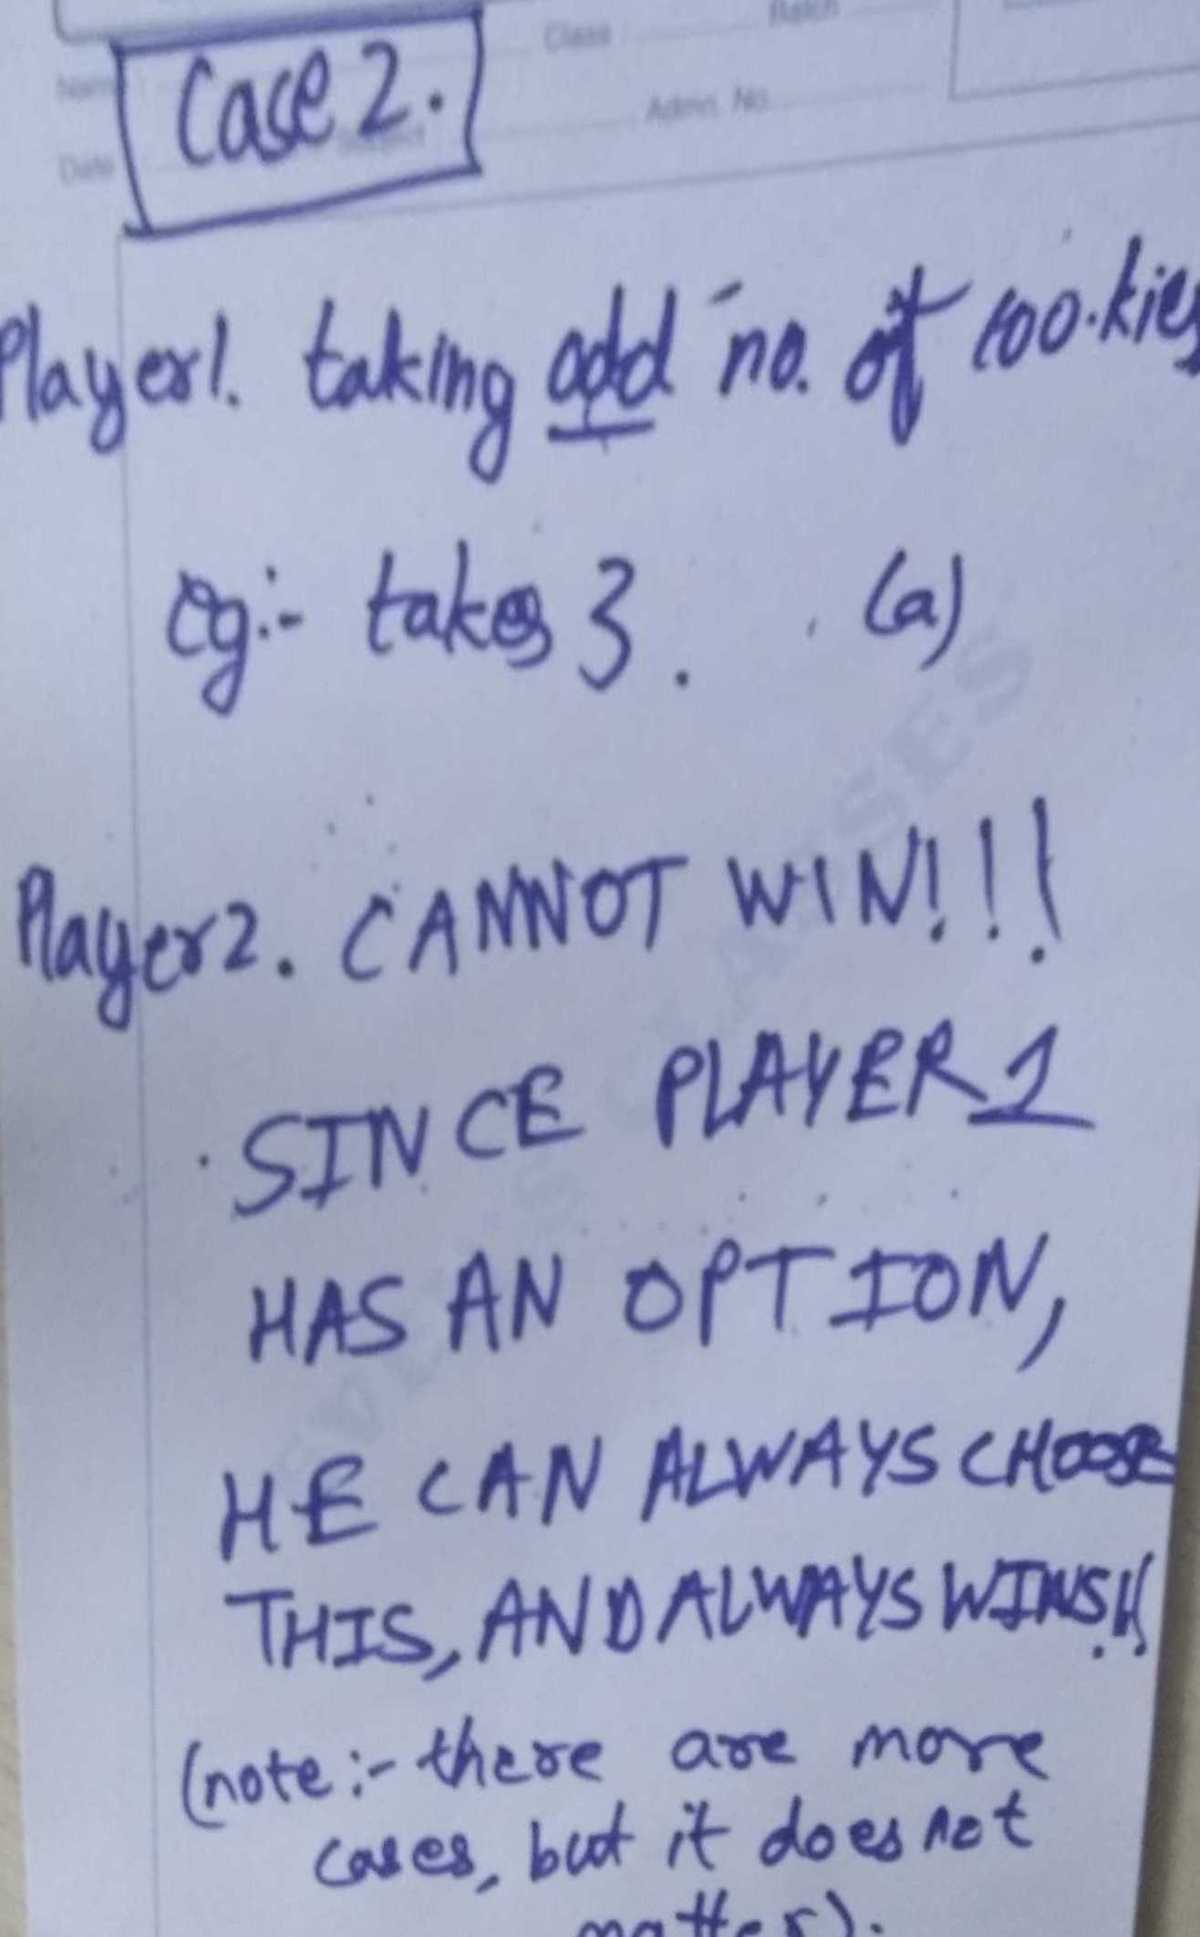 Class Batch
Name
Case 2.
Admn. No.
Date
Player1. taking odd no. of cookies
eg:- takes 3. (a)
Player2. CANNOT WIN!!!
SINCE PLAYER 1
HAS AN OPTION,
HE CAN ALWAYS CHOOSE
THIS, AND ALWAYS WINS!!
(note:- there are more
cases, but it does not
matter).